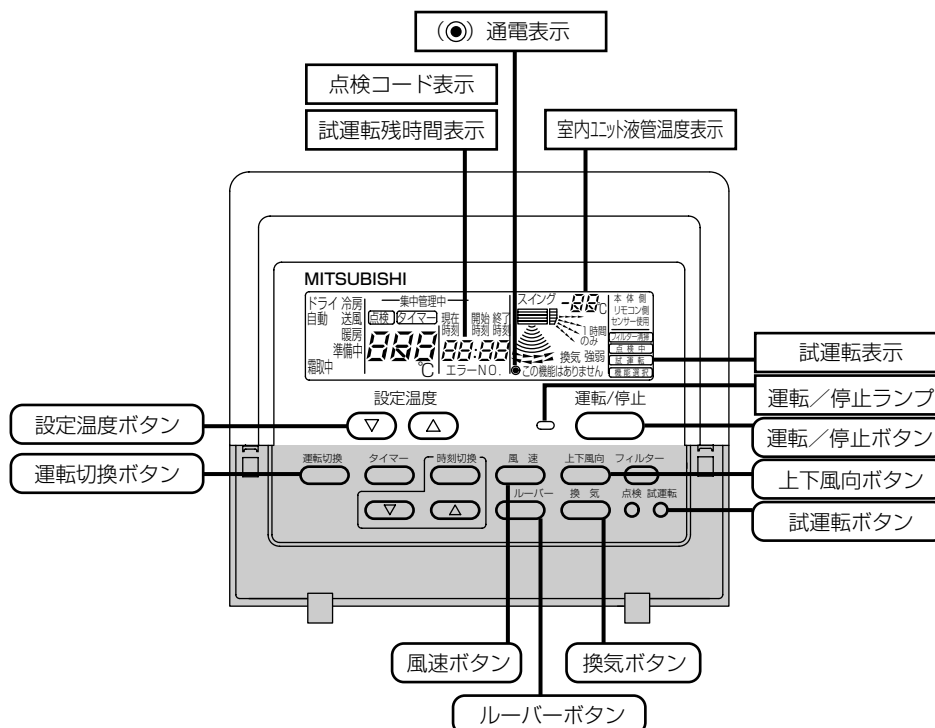 (◉) 通電表示
点検コード表示
試運転残時間表示
室内ユニット液管温度表示
MITSUBISHI
ドライ 冷房
自動 送風
暖房
準備中
霜取中
集中管理中
点検 タイマー
888
℃
現在時刻
開始時刻
終了時刻
88:88
エラーNO.
スイング
-88℃
1時間
のみ
換気 強弱
◉この機能はありません
本体側
リモコン側
センサー使用
フィルター清掃
点検中
試運転
機能選択
試運転表示
設定温度
▽ △
運転/停止
運転/停止ランプ
設定温度ボタン
運転/停止ボタン
運転切換ボタン
運転切換
タイマー
時刻切換
風速
上下風向
フィルター
上下風向ボタン
▽ △
ルーバー
換気
点検
試運転
試運転ボタン
風速ボタン
換気ボタン
ルーバーボタン